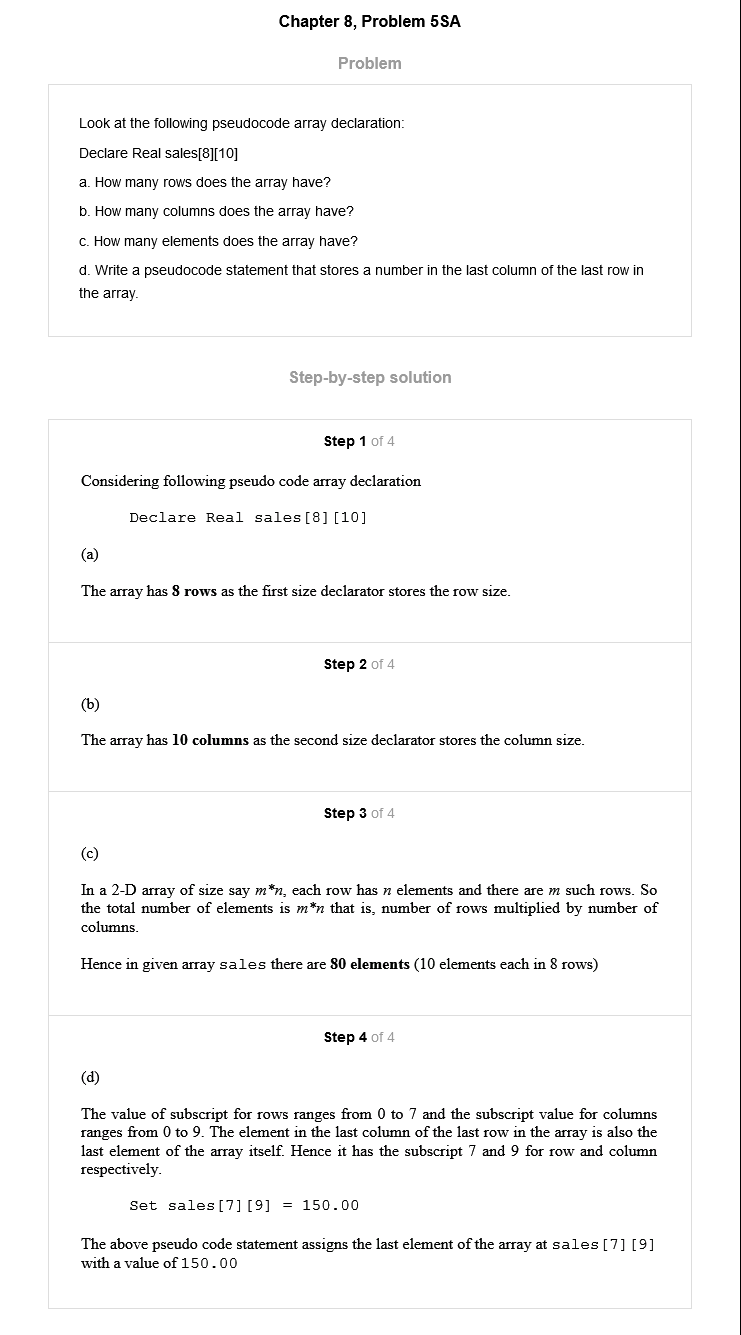 Chapter 8, Problem 5SA
Problem
Look at the following pseudocode array declaration:
Declare Real sales[8][10]
a. How many rows does the array have?
b. How many columns does the array have?
c. How many elements does the array have?
d. Write a pseudocode statement that stores a number in the last column of the last row in
the array.
Step-by-step solution
Step 1 of 4
Considering following pseudo code array declaration
Declare Real sales[8][10]
(a)
The array has 8 rows as the first size declarator stores the row size.
Step 2 of 4
(b)
The array has 10 columns as the second size declarator stores the column size.
Step 3 of 4
(c)
In a 2-D array of size say m*n, each row has n elements and there are m such rows. So
the total number of elements is m*n that is, number of rows multiplied by number of
columns.
Hence in given array sales there are 80 elements (10 elements each in 8 rows)
Step 4 of 4
(d)
The value of subscript for rows ranges from 0 to 7 and the subscript value for columns
ranges from 0 to 9. The element in the last column of the last row in the array is also the
last element of the array itself. Hence it has the subscript 7 and 9 for row and column
respectively.
Set sales[7][9] = 150.00
The above pseudo code statement assigns the last element of the array at sales[7][9]
with a value of 150.00